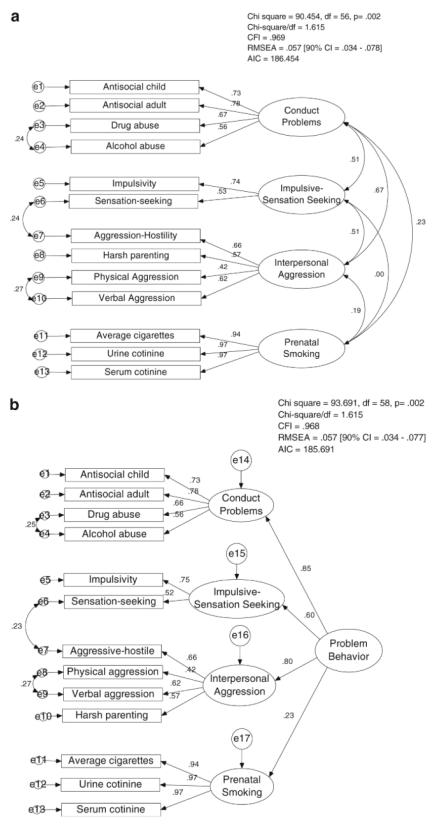 a
Chi square = 90.454, df = 56, p= .002
Chi-square/df = 1.615
CFI = .969
RMSEA = .057 [90% CI = .034 - .078]
AIC = 186.454
e1 Antisocial child .73
e2 Antisocial adult .78
e3 Drug abuse .67
e4 Alcohol abuse .56
.24
Conduct
Problems
.51
.67
.23
e5 Impulsivity .74
e6 Sensation-seeking .53
.24
Impulsive-
Sensation Seeking
.51
.00
e7 Aggression-Hostility .66
e8 Harsh parenting .57
e9 Physical Aggression .42
e10 Verbal Aggression .62
.27
Interpersonal
Aggression
.19
e11 Average cigarettes .94
e12 Urine cotinine .97
e13 Serum cotinine .97
Prenatal
Smoking
b
Chi square = 93.691, df = 58, p= .002
Chi-square/df = 1.615
CFI = .968
RMSEA = .057 [90% CI = .034 - .077]
AIC = 185.691
e14
e1 Antisocial child .73
e2 Antisocial adult .78
e3 Drug abuse .66
e4 Alcohol abuse .56
.25
Conduct
Problems
.85
e15
e5 Impulsivity .75
e6 Sensation-seeking .52
.23
Impulsive-
Sensation Seeking
.60
e16
Problem
Behavior
e7 Aggressive-hostile .66
e8 Physical aggression .42
e9 Verbal aggression .62
e10 Harsh parenting .57
.27
Interpersonal
Aggression
.80
.23
e17
e11 Average cigarettes .94
e12 Urine cotinine .97
e13 Serum cotinine .97
Prenatal
Smoking